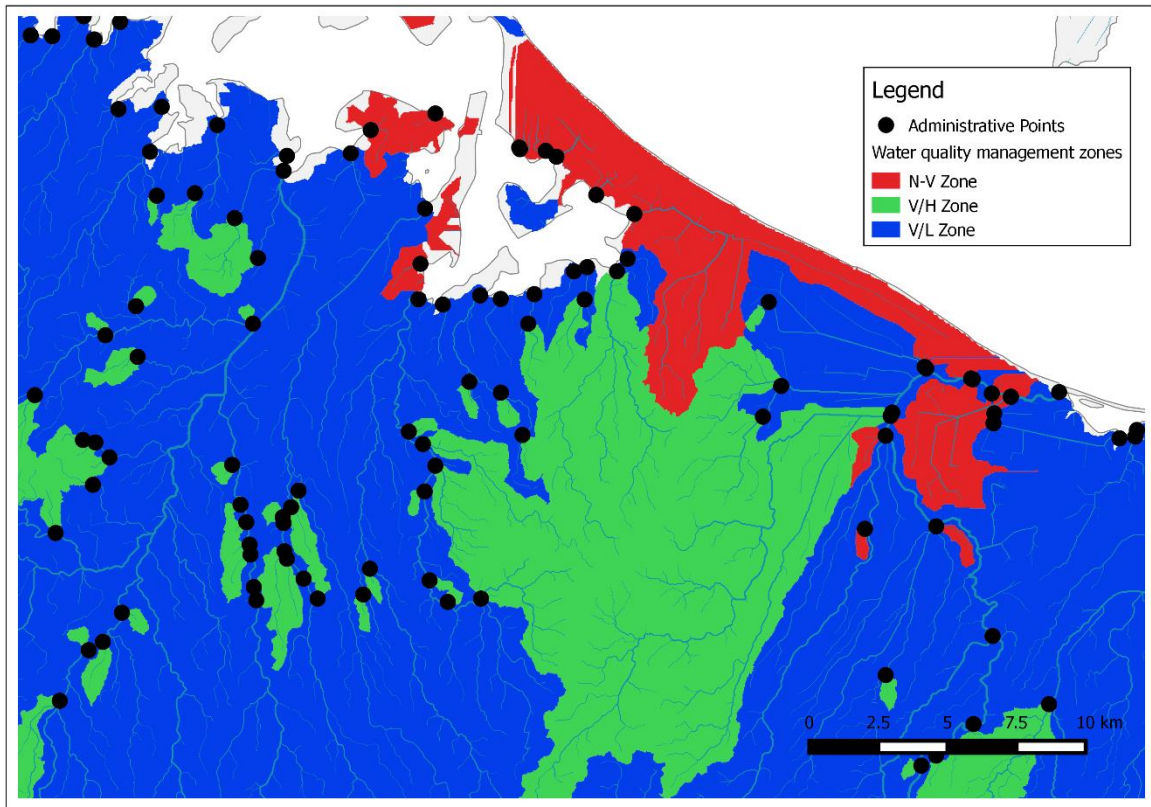 Legend
Administrative Points
Water quality management zones
N-V Zone
V/H Zone
V/L Zone
0 2.5 5 7.5 10 km